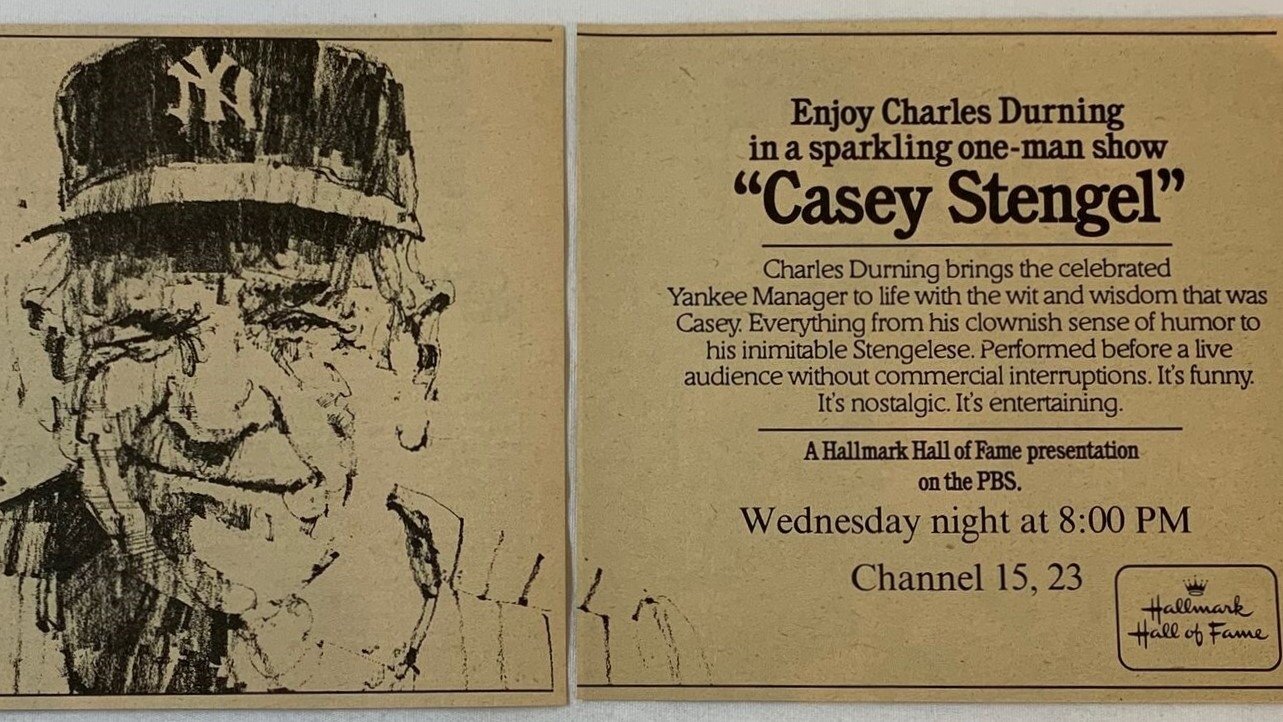 NY
Enjoy Charles Durning
in a sparkling one-man show
“Casey Stengel”
Charles Durning brings the celebrated
Yankee Manager to life with the wit and wisdom that was
Casey. Everything from his clownish sense of humor to
his inimitable Stengelese. Performed before a live
audience without commercial interruptions. It's funny.
It's nostalgic. It's entertaining.
A Hallmark Hall of Fame presentation
on the PBS.
Wednesday night at 8:00 PM
Channel 15, 23
Hallmark
Hall of Fame